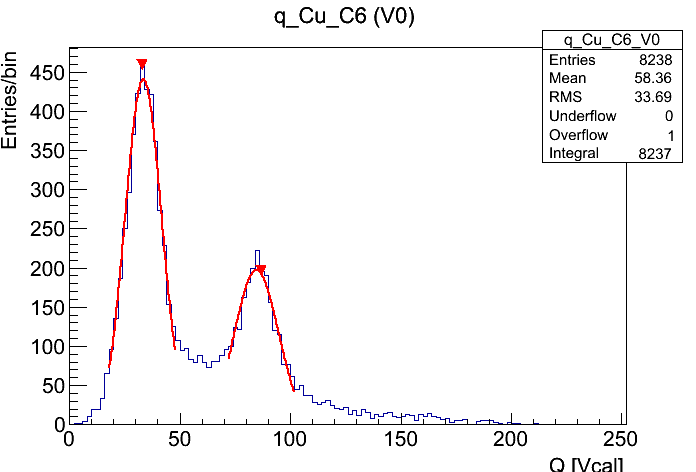 q_Cu_C6 (V0)
q_Cu_C6_V0
Entries 8238
Mean 58.36
RMS 33.69
Underflow 0
Overflow 1
Integral 8237
Entries/bin
450
400
350
300
250
200
150
100
50
0
0 50 100 150 200 250
Q [Vcal]